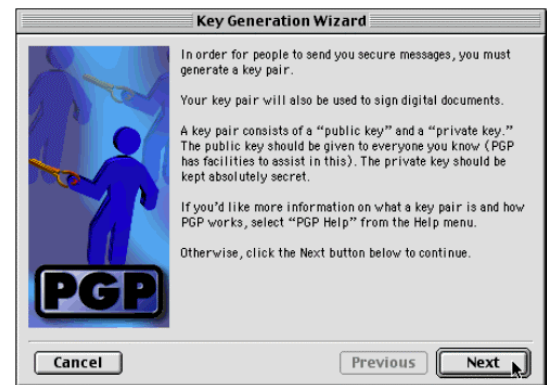 Key Generation Wizard
In order for people to send you secure messages, you must
generate a key pair.
Your key pair will also be used to sign digital documents.
A key pair consists of a “public key” and a “private key.”
The public key should be given to everyone you know (PGP
has facilities to assist in this). The private key should be
kept absolutely secret.
If you’d like more information on what a key pair is and how
PGP works, select “PGP Help” from the Help menu.
Otherwise, click the Next button below to continue.
PGP
Cancel
Previous
Next